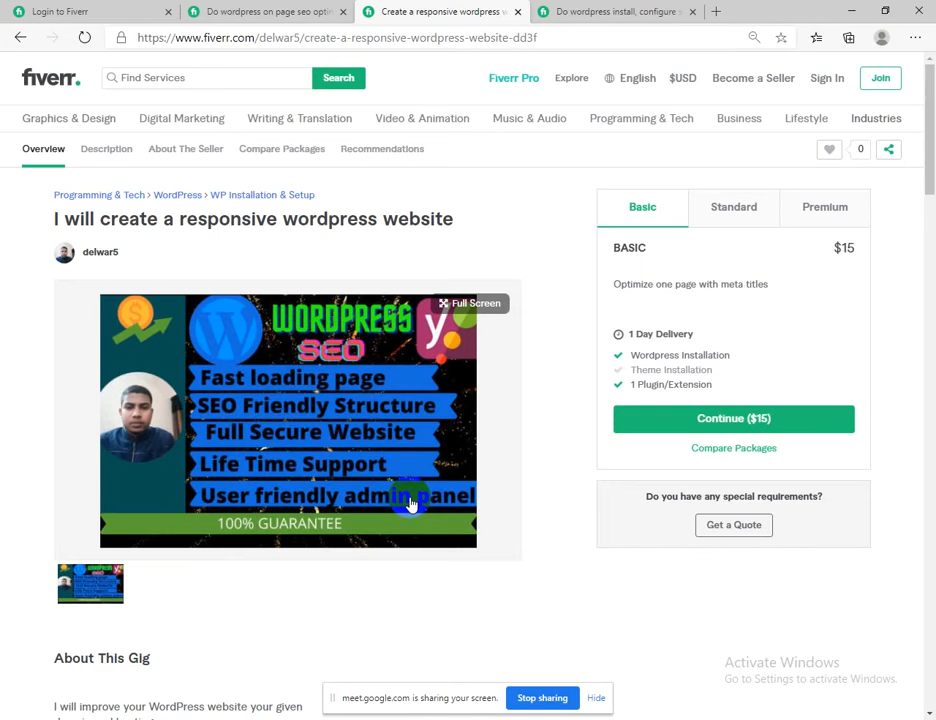 Login to Fiverr
Do wordpress on page seo optim
Create a responsive wordpress w
Do wordpress install, configure
https://www.fiverr.com/delwar5/create-a-responsive-wordpress-website-dd3f
fiverr.
Find Services
Search
Fiverr Pro
Explore
English
$USD
Become a Seller
Sign In
Join
Graphics & Design
Digital Marketing
Writing & Translation
Video & Animation
Music & Audio
Programming & Tech
Business
Lifestyle
Industries
Overview
Description
About The Seller
Compare Packages
Recommendations
0
Programming & Tech › WordPress › WP Installation & Setup
I will create a responsive wordpress website
delwar5
Full Screen
WORDPRESS
SEO
Fast loading page
SEO Friendly Structure
Full Secure Website
Life Time Support
User friendly admin panel
100% GUARANTEE
Basic
Standard
Premium
BASIC
$15
Optimize one page with meta titles
1 Day Delivery
Wordpress Installation
Theme Installation
1 Plugin/Extension
Continue ($15)
Compare Packages
Do you have any special requirements?
Get a Quote
About This Gig
I will improve your WordPress website your given
Activate Windows
Go to Settings to activate Windows.
meet.google.com is sharing your screen.
Stop sharing
Hide